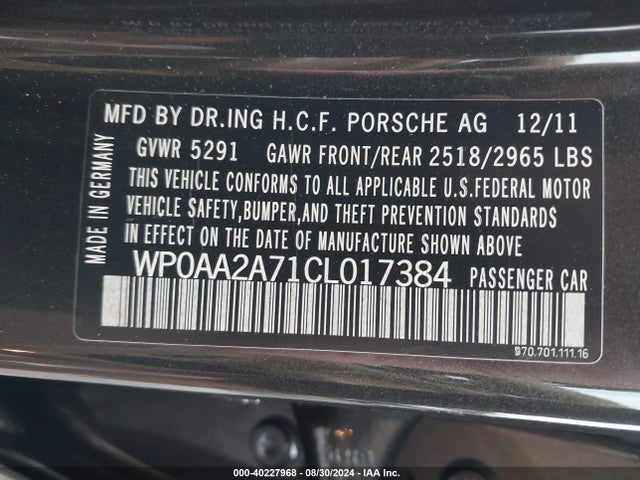 MFD BY DR.ING H.C.F. PORSCHE AG 12/11
GVWR 5291 GAWR FRONT/REAR 2518/2965 LBS
THIS VEHICLE CONFORMS TO ALL APPLICABLE U.S.FEDERAL MOTOR
VEHICLE SAFETY,BUMPER,AND THEFT PREVENTION STANDARDS
IN EFFECT ON THE DATE OF MANUFACTURE SHOWN ABOVE
WP0AA2A71CL017384 PASSENGER CAR
MADE IN GERMANY
970.701.111.16
000-40227968 - 08/30/2024 - IAA Inc.